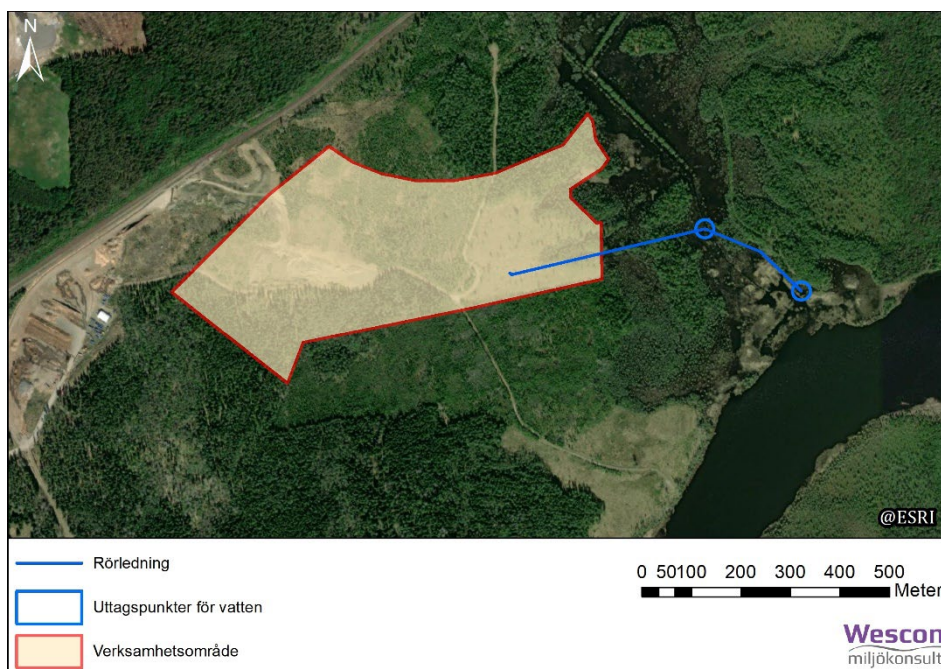 N
@ESRI
Rörledning
Uttagspunkter för vatten
Verksamhetsområde
0 50100 200 300 400 500
Meter
Wescon
miljökonsult